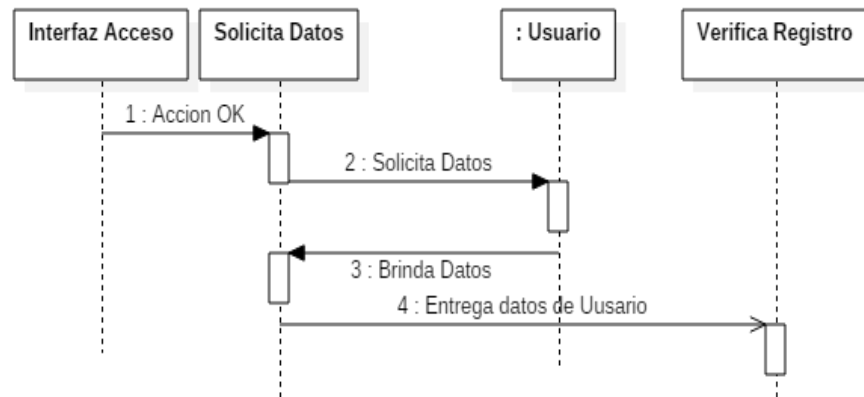 Interfaz Acceso
Solicita Datos
: Usuario
Verifica Registro
1 : Accion OK
2 : Solicita Datos
3 : Brinda Datos
4 : Entrega datos de Uusario